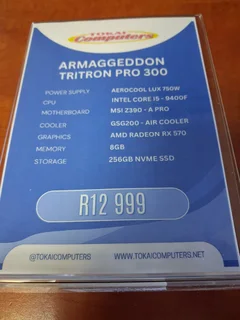 TOKAI
Computers
ARMAGGEDDON
TRITRON PRO 300
POWER SUPPLY AEROCOOL LUX 750W
CPU INTEL CORE I5 - 9400F
MOTHERBOARD MSI Z390 - A PRO
COOLER GSG200 - AIR COOLER
GRAPHICS AMD RADEON RX 570
MEMORY 8GB
STORAGE 256GB NVME SSD
R12 999
@TOKAICOMPUTERS WWW.TOKAICOMPUTERS.NET